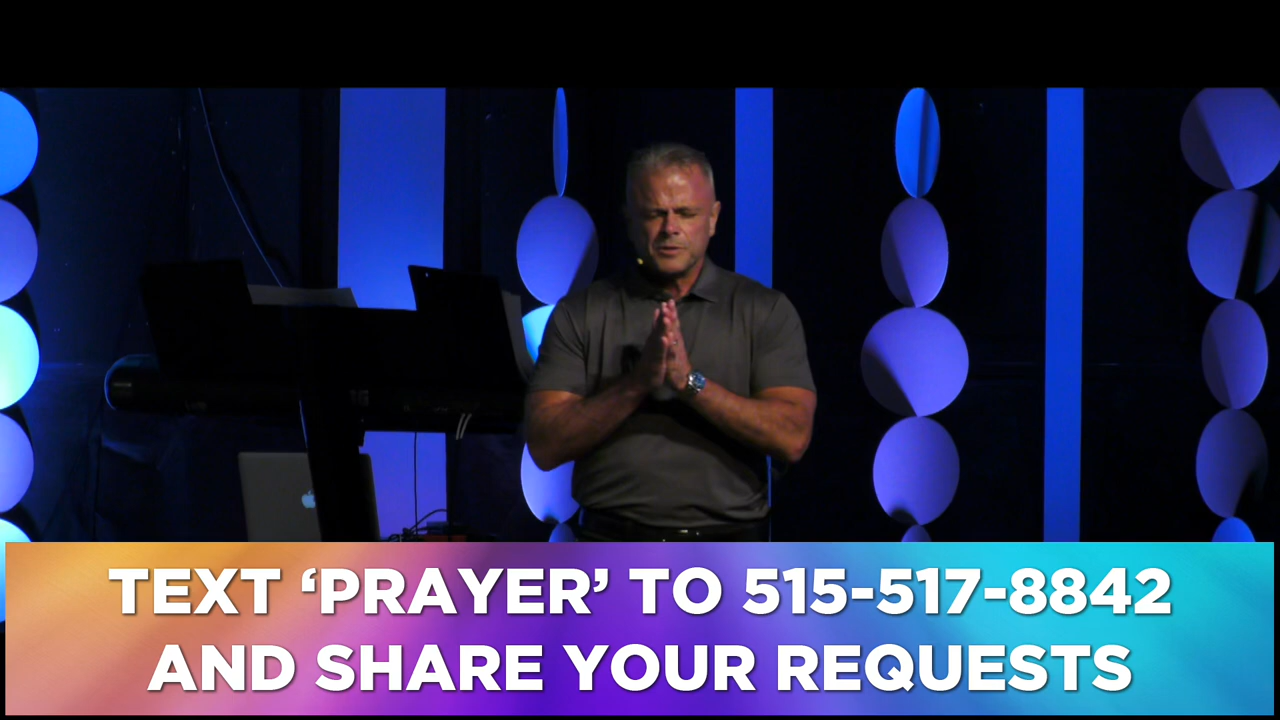 TEXT ‘PRAYER’ TO 515-517-8842
AND SHARE YOUR REQUESTS